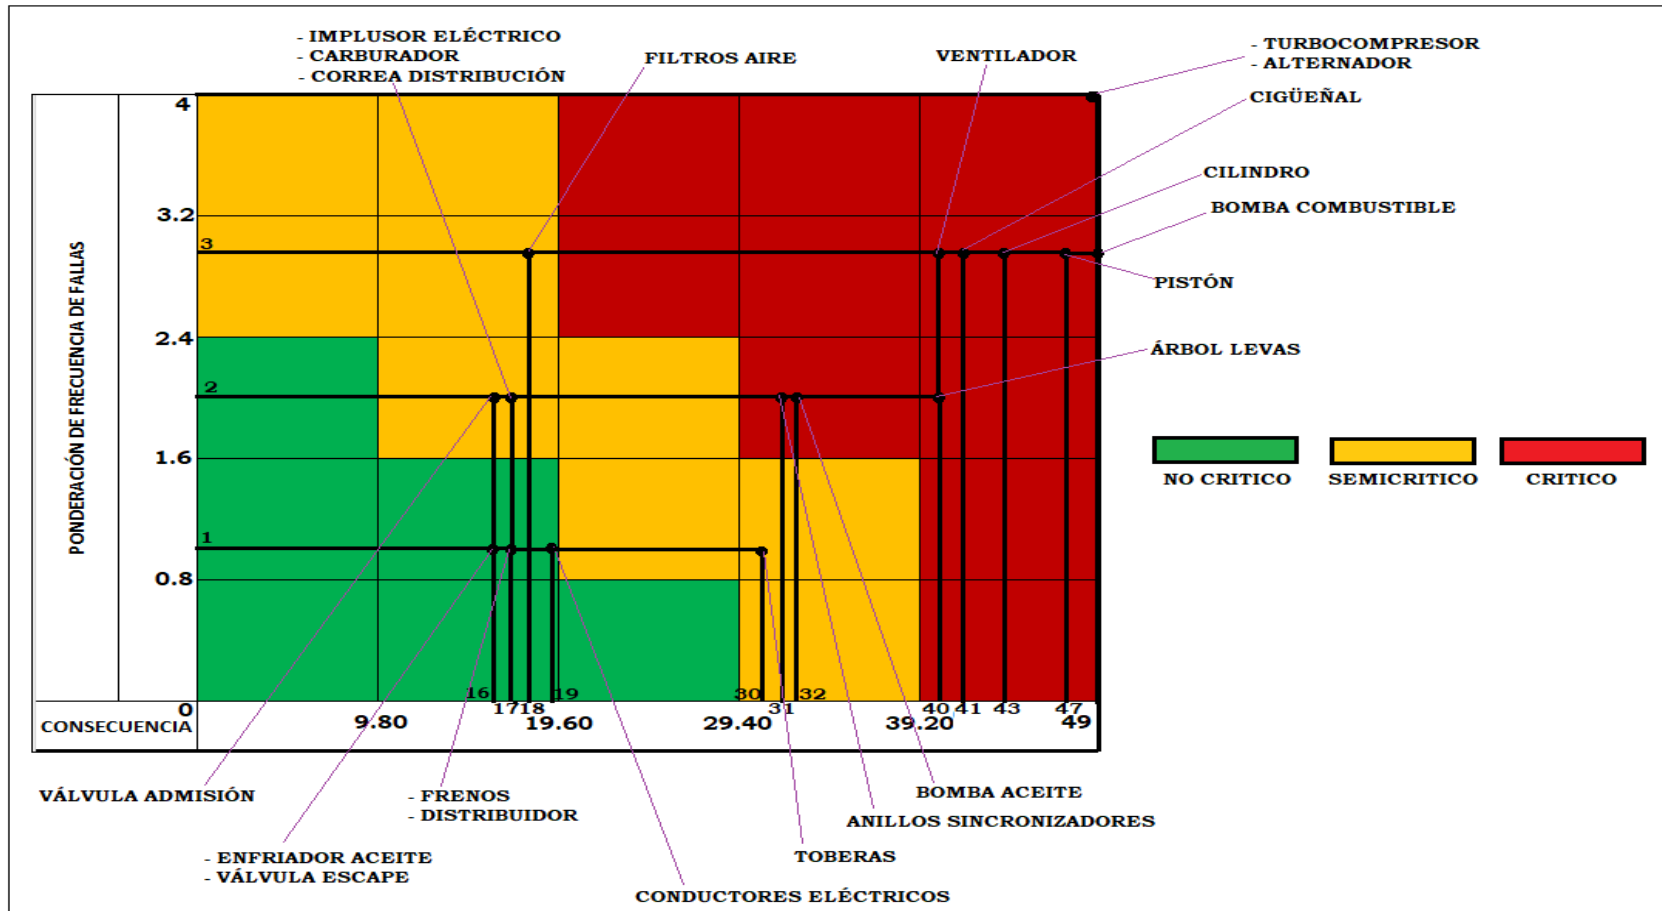 - IMPLUSOR ELÉCTRICO
- CARBURADOR
- CORREA DISTRIBUCIÓN
FILTROS AIRE
VENTILADOR
- TURBOCOMPRESOR
- ALTERNADOR
CIGÜEÑAL
CILINDRO
BOMBA COMBUSTIBLE
PISTÓN
ÁRBOL LEVAS
PONDERACIÓN DE FRECUENCIA DE FALLAS
4
3.2
3
2.4
2
1.6
1
0.8
0
NO CRITICO
SEMICRITICO
CRITICO
16
19
30
32
17
18
31
40
41
43
47
CONSECUENCIA
9.80
19.60
29.40
39.20
49
VÁLVULA ADMISIÓN
- FRENOS
- DISTRIBUIDOR
BOMBA ACEITE
ANILLOS SINCRONIZADORES
- ENFRIADOR ACEITE
- VÁLVULA ESCAPE
TOBERAS
CONDUCTORES ELÉCTRICOS